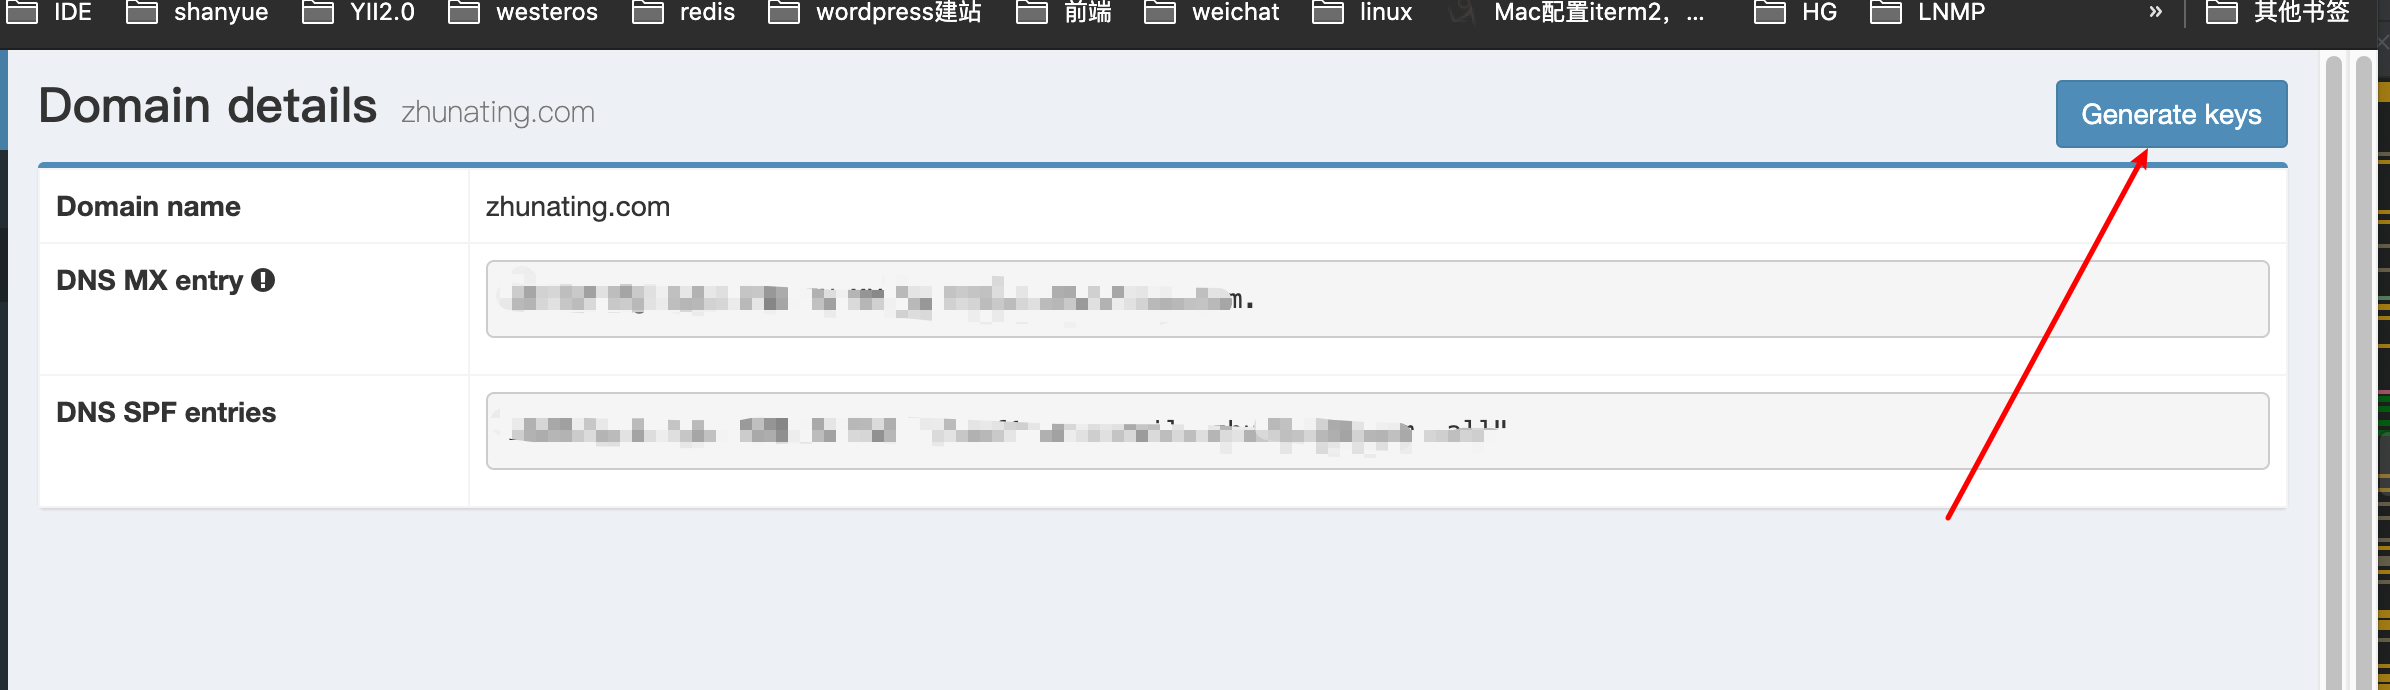 IDE shanyue YII2.0 westeros redis wordpress建站 前端 weichat linux Mac配置iterm2，... HG LNMP » 其他书签
Domain details zhunating.com
Generate keys
Domain name zhunating.com
DNS MX entry
m.
DNS SPF entries
all"